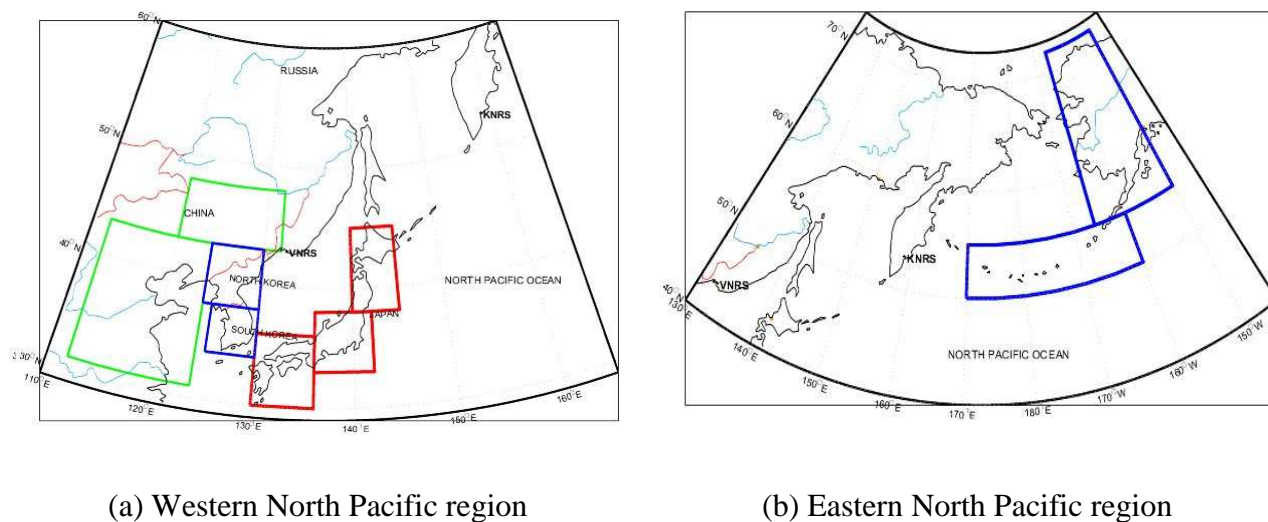 60°N
RUSSIA
KNRS
50°N
CHINA
40°N
VNRS
NORTH KOREA
NORTH PACIFIC OCEAN
JAPAN
SOUTH KOREA
30°N
110°E
120°E
130°E
140°E
150°E
160°E
70°N
60°N
50°N
KNRS
VNRS
40°N
130°E
140°E
NORTH PACIFIC OCEAN
150°E
160°E
170°E
180°E
170°W
160°W
150°W
(a) Western North Pacific region
(b) Eastern North Pacific region